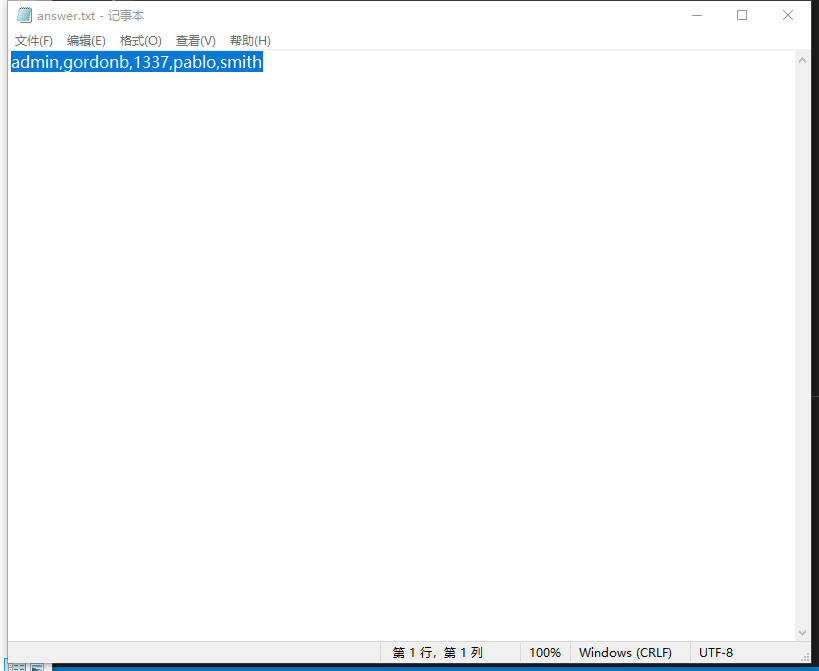 answer.txt - 记事本
文件(F) 编辑(E) 格式(O) 查看(V) 帮助(H)
admin,gordonb,1337,pablo,smith
第 1 行，第 1 列 100% Windows (CRLF) UTF-8